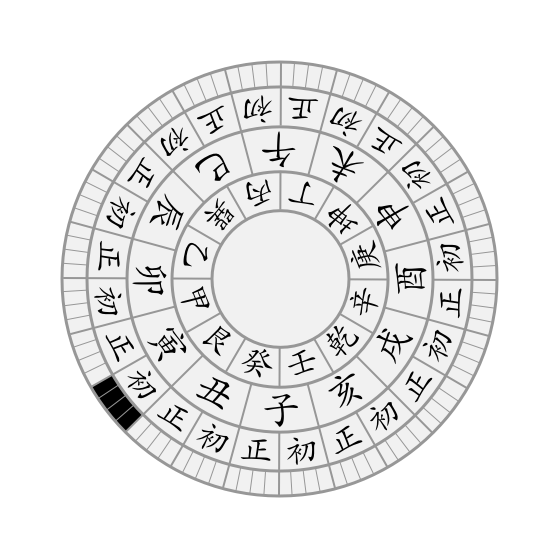 初正初正初正初正初正初正初正初正初正初正初正初正
子丑寅卯辰巳午未申酉戌亥
壬癸艮甲乙巽丙丁坤庚辛乾